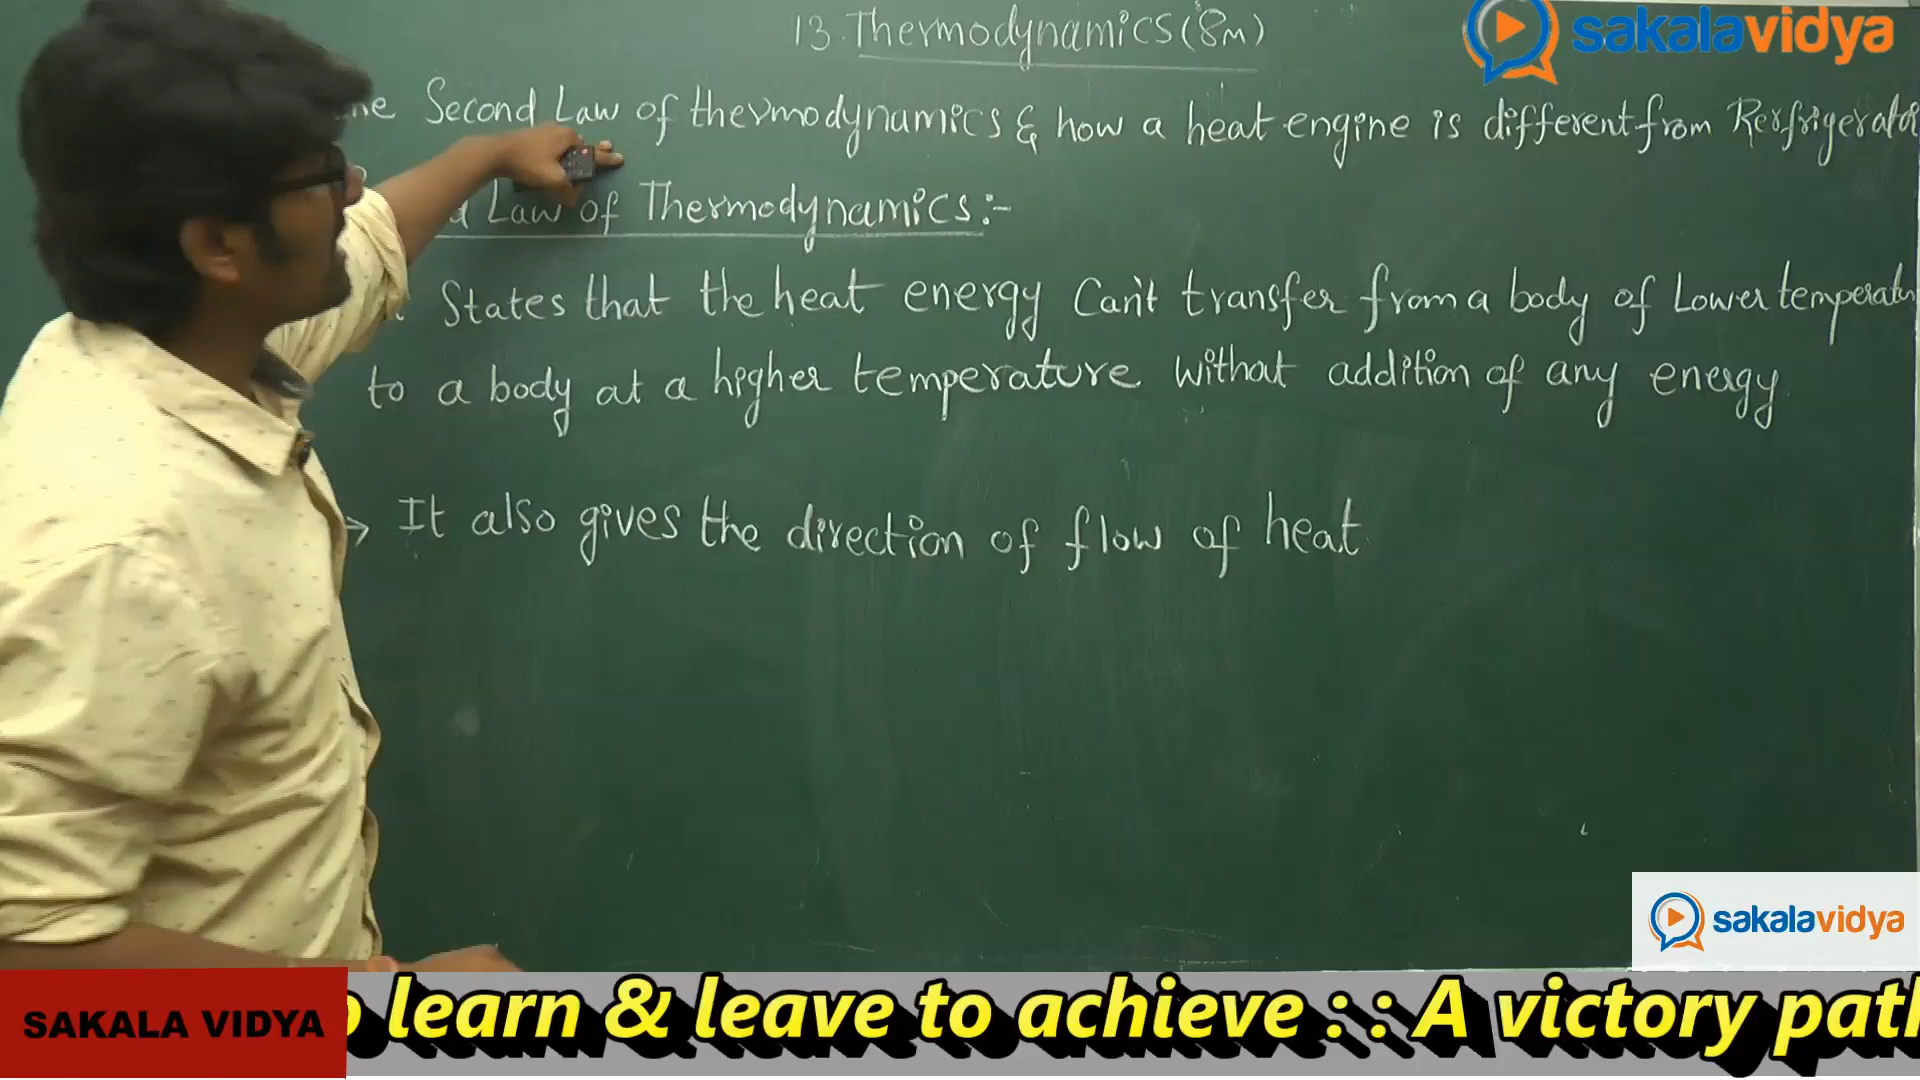 13. Thermodynamics (8M)
sakalavidya
Second Law of thermodynamics & how a heat engine is different from Rerfrigerator
Law of Thermodynamics:-
States that the heat energy Can't transfer from a body of Lower temperatu
to a body at a higher temperature without addition of any energy
→ It also gives the direction of flow of heat
sakalavidya
SAKALA VIDYA
learn & leave to achieve : : A victory path